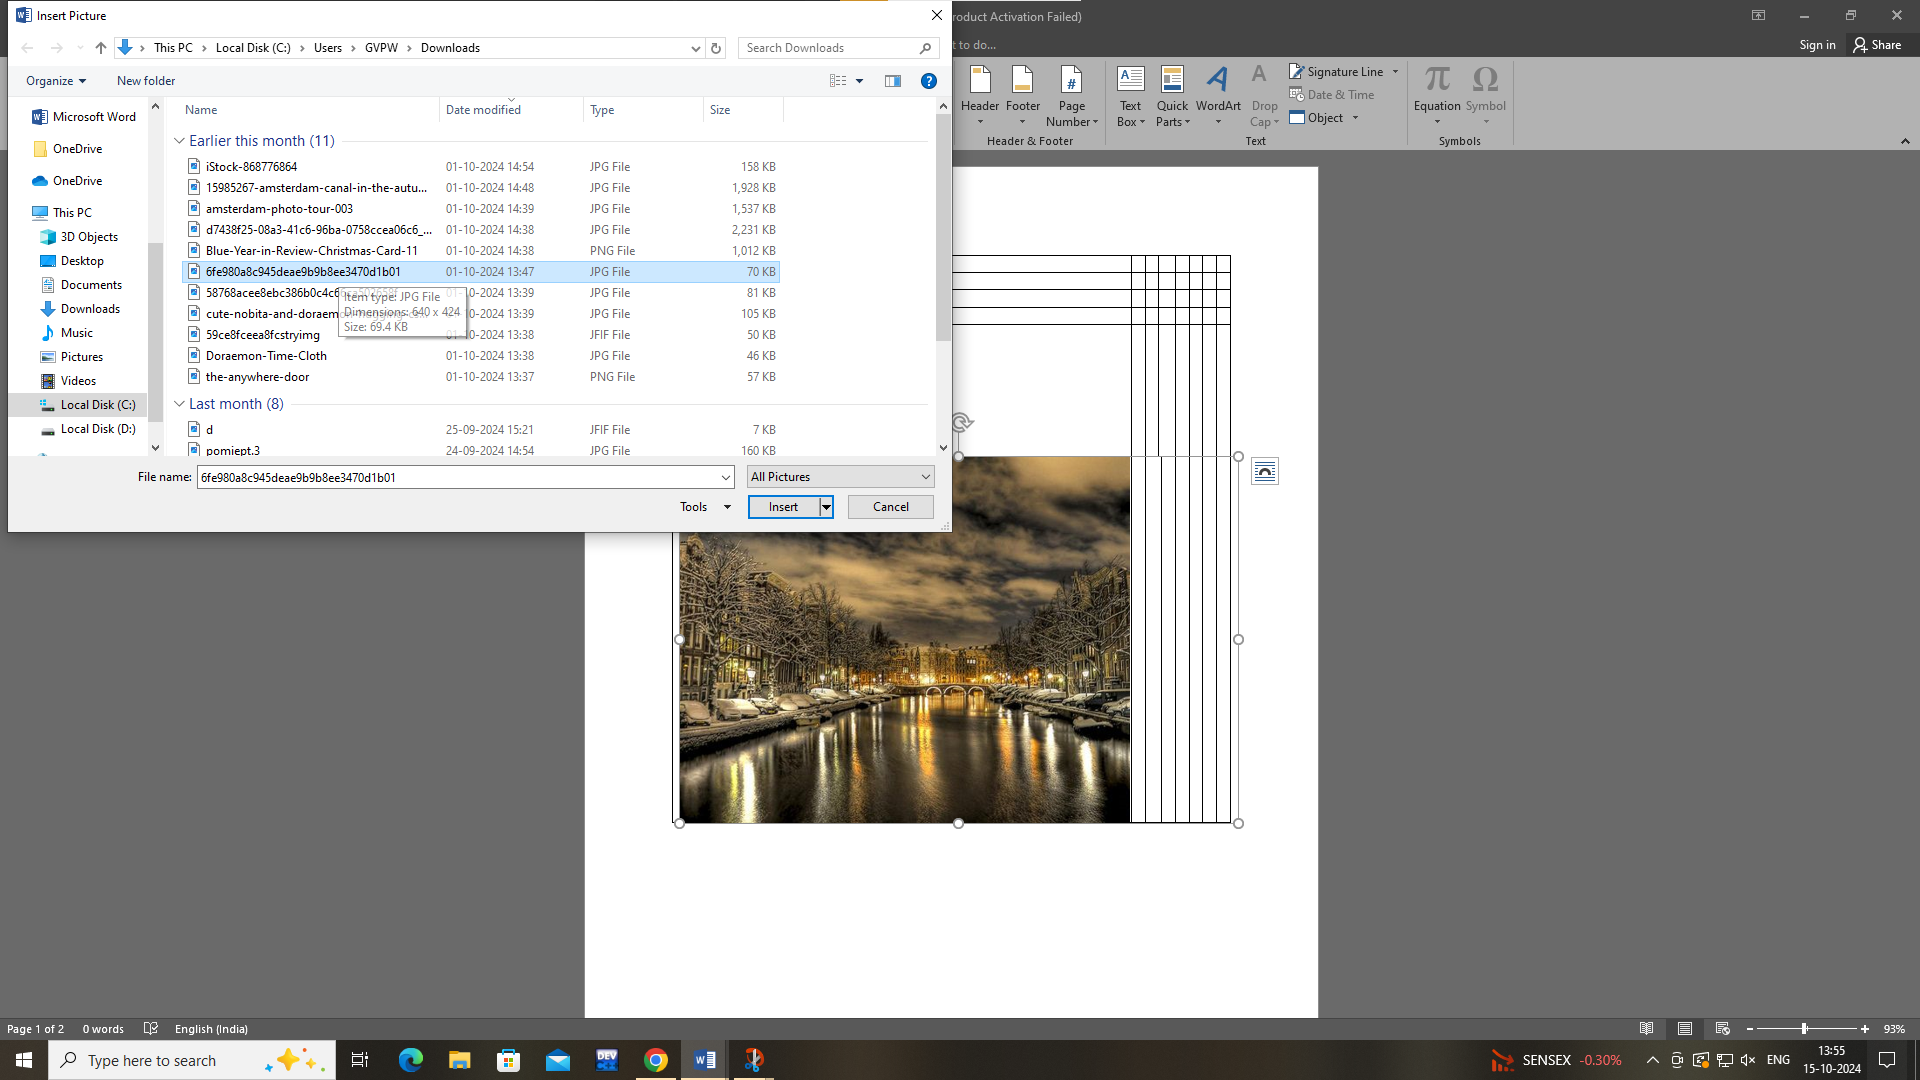 Insert Picture
roduct Activation Failed)
This PC > Local Disk (C:) > Users > GVPW > Downloads
Search Downloads
t to do...
Sign in
Share
Organize
New folder
Microsoft Word
OneDrive
OneDrive
This PC
3D Objects
Desktop
Documents
Downloads
Music
Pictures
Videos
Local Disk (C:)
Local Disk (D:)
Name Date modified Type Size
Earlier this month (11)
iStock-868776864 01-10-2024 14:54 JPG File 158 KB
15985267-amsterdam-canal-in-the-autu... 01-10-2024 14:48 JPG File 1,928 KB
amsterdam-photo-tour-003 01-10-2024 14:39 JPG File 1,537 KB
d7438f25-08a3-41c6-96ba-0758ccea06c6_... 01-10-2024 14:38 JPG File 2,231 KB
Blue-Year-in-Review-Christmas-Card-11 01-10-2024 14:38 PNG File 1,012 KB
6fe980a8c945deae9b9b8ee3470d1b01 01-10-2024 13:47 JPG File 70 KB
01-10-2024 13:39 JPG File 81 KB
cute-nobita-and-doraemon 01-10-2024 13:39 JPG File 105 KB
59ce8fceea8fcstryimg 01-10-2024 13:38 JFIF File 50 KB
Doraemon-Time-Cloth 01-10-2024 13:38 JPG File 46 KB
the-anywhere-door 01-10-2024 13:37 PNG File 57 KB
Item type: JPG File
Dimensions: 640 x 424
Size: 69.4 KB
Last month (8)
d 25-09-2024 15:21 JFIF File 7 KB
pomiept.3 24-09-2024 14:54 JPG File 160 KB
File name: 6fe980a8c945deae9b9b8ee3470d1b01
All Pictures
Tools
Insert
Cancel
Header
Footer
Page
Number
Header & Footer
Text
Box
Quick
Parts
WordArt
Drop
Cap
Signature Line
Date & Time
Object
Text
Equation
Symbol
Symbols
Page 1 of 2
0 words
English (India)
93%
Type here to search
DEV
SENSEX -0.30%
ENG
13:55
15-10-2024